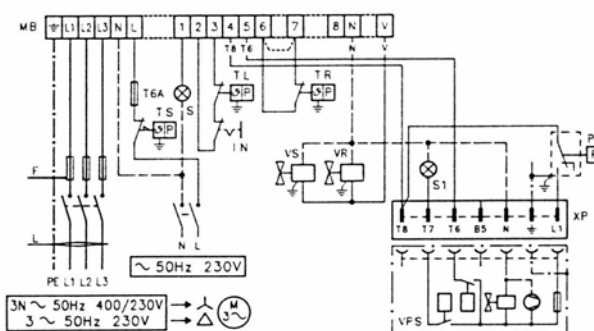 MB L1 L2 L3 N L 1 2 3 4 5 6 7 8 N V
T8 T6 N V
T6A S TL P TR P
TS P IN
VS VR
S1
F
XP
T8 T7 T6 B5 N L1
L
N L
PE L1 L2 L3
~ 50Hz 230V
VPS
3N ~ 50Hz 400/230V
3 ~ 50Hz 230V
M
3~